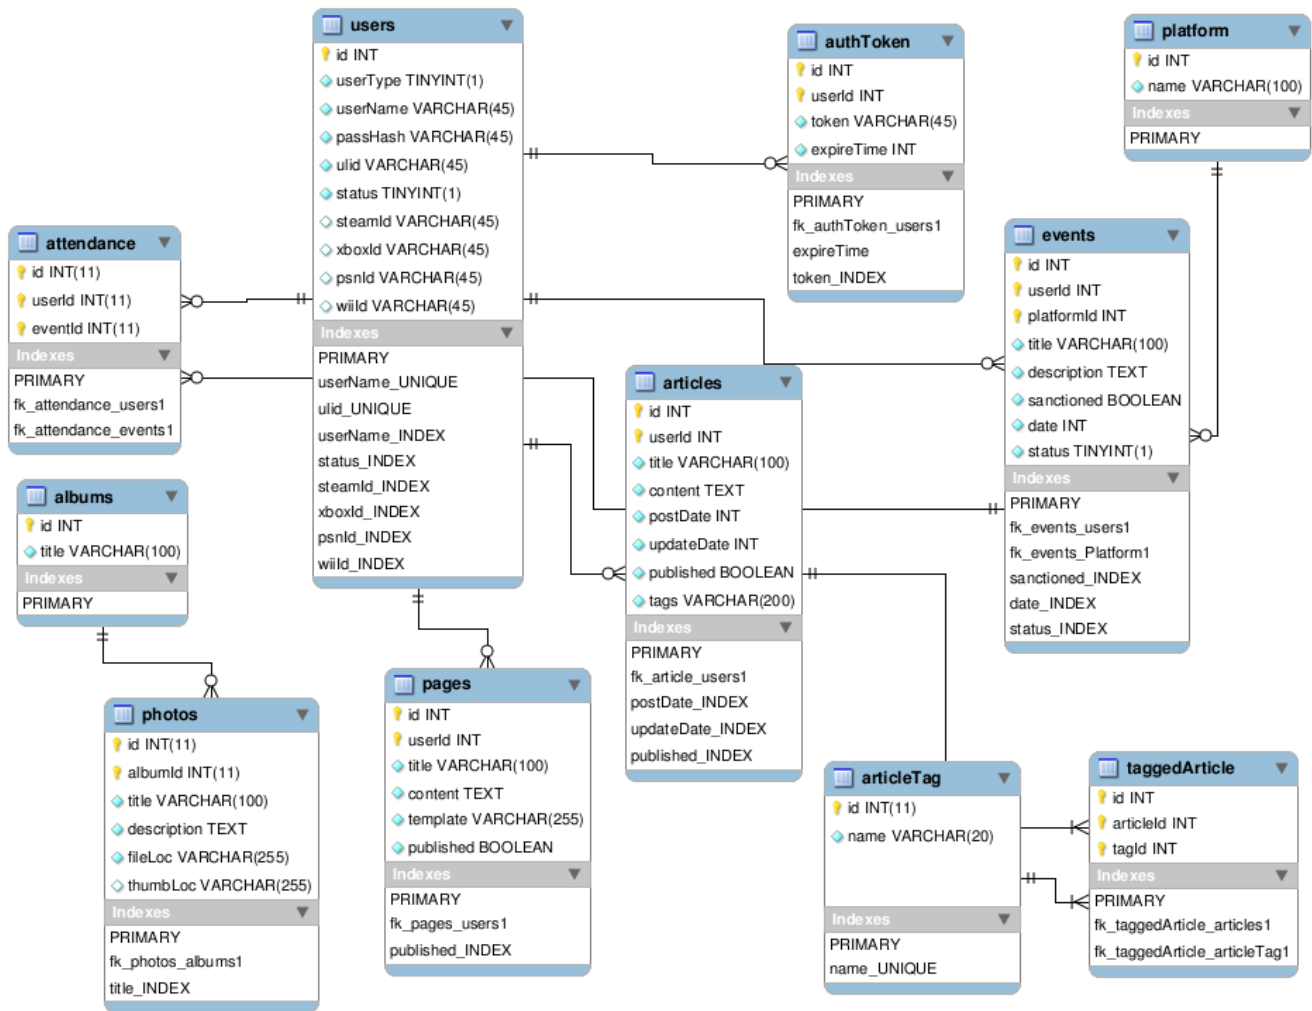 users
id INT
userType TINYINT(1)
userName VARCHAR(45)
passHash VARCHAR(45)
ulid VARCHAR(45)
status TINYINT(1)
steamId VARCHAR(45)
xboxId VARCHAR(45)
psnId VARCHAR(45)
wiiId VARCHAR(45)
Indexes
PRIMARY
userName_UNIQUE
ulid_UNIQUE
userName_INDEX
status_INDEX
steamId_INDEX
xboxId_INDEX
psnId_INDEX
wiiId_INDEX
authToken
id INT
userId INT
token VARCHAR(45)
expireTime INT
Indexes
PRIMARY
fk_authToken_users1
expireTime
token_INDEX
platform
id INT
name VARCHAR(100)
Indexes
PRIMARY
attendance
id INT(11)
userId INT(11)
eventId INT(11)
Indexes
PRIMARY
fk_attendance_users1
fk_attendance_events1
events
id INT
userId INT
platformId INT
title VARCHAR(100)
description TEXT
sanctioned BOOLEAN
date INT
status TINYINT(1)
Indexes
PRIMARY
fk_events_users1
fk_events_Platform1
sanctioned_INDEX
date_INDEX
status_INDEX
articles
id INT
userId INT
title VARCHAR(100)
content TEXT
postDate INT
updateDate INT
published BOOLEAN
tags VARCHAR(200)
Indexes
PRIMARY
fk_article_users1
postDate_INDEX
updateDate_INDEX
published_INDEX
albums
id INT
title VARCHAR(100)
Indexes
PRIMARY
photos
id INT(11)
albumId INT(11)
title VARCHAR(100)
description TEXT
fileLoc VARCHAR(255)
thumbLoc VARCHAR(255)
Indexes
PRIMARY
fk_photos_albums1
title_INDEX
pages
id INT
userId INT
title VARCHAR(100)
content TEXT
template VARCHAR(255)
published BOOLEAN
Indexes
PRIMARY
fk_pages_users1
published_INDEX
articleTag
id INT(11)
name VARCHAR(20)
Indexes
PRIMARY
name_UNIQUE
taggedArticle
id INT
articleId INT
tagId INT
Indexes
PRIMARY
fk_taggedArticle_articles1
fk_taggedArticle_articleTag1